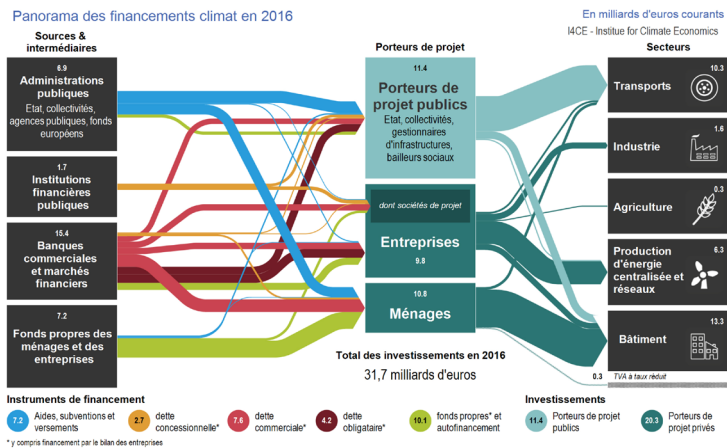 Panorama des financements climat en 2016
En milliards d'euros courants
I4CE - Institue for Climate Economics
Sources &
intermédiaires
Porteurs de projet
Secteurs
6.9
Administrations
publiques
Etat, collectivités,
agences publiques, fonds
européens
1.7
Institutions
financières
publiques
15.4
Banques
commerciales
et marchés
financiers
7.2
Fonds propres des
ménages et des
entreprises
11.4
Porteurs de
projet publics
Etat, collectivités,
gestionnaires
d'infrastructures,
bailleurs sociaux
dont sociétés de projet
Entreprises
9.8
10.8
Ménages
Total des investissements en 2016
31,7 milliards d'euros
10.3
Transports
1.6
Industrie
0.3
Agriculture
6.3
Production
d'énergie
centralisée et
réseaux
13.3
Bâtiment
0.3
TVA à taux réduit
Instruments de financement
7.2
Aides, subventions et
versements
2.7
dette
concessionnelle*
7.6
dette
commerciale*
4.2
dette
obligataire*
10.1
fonds propres* et
autofinancement
Investissements
11.4
Porteurs de projet
publics
20.3
Porteurs de
projet privés
* y compris financement par le bilan des entreprises